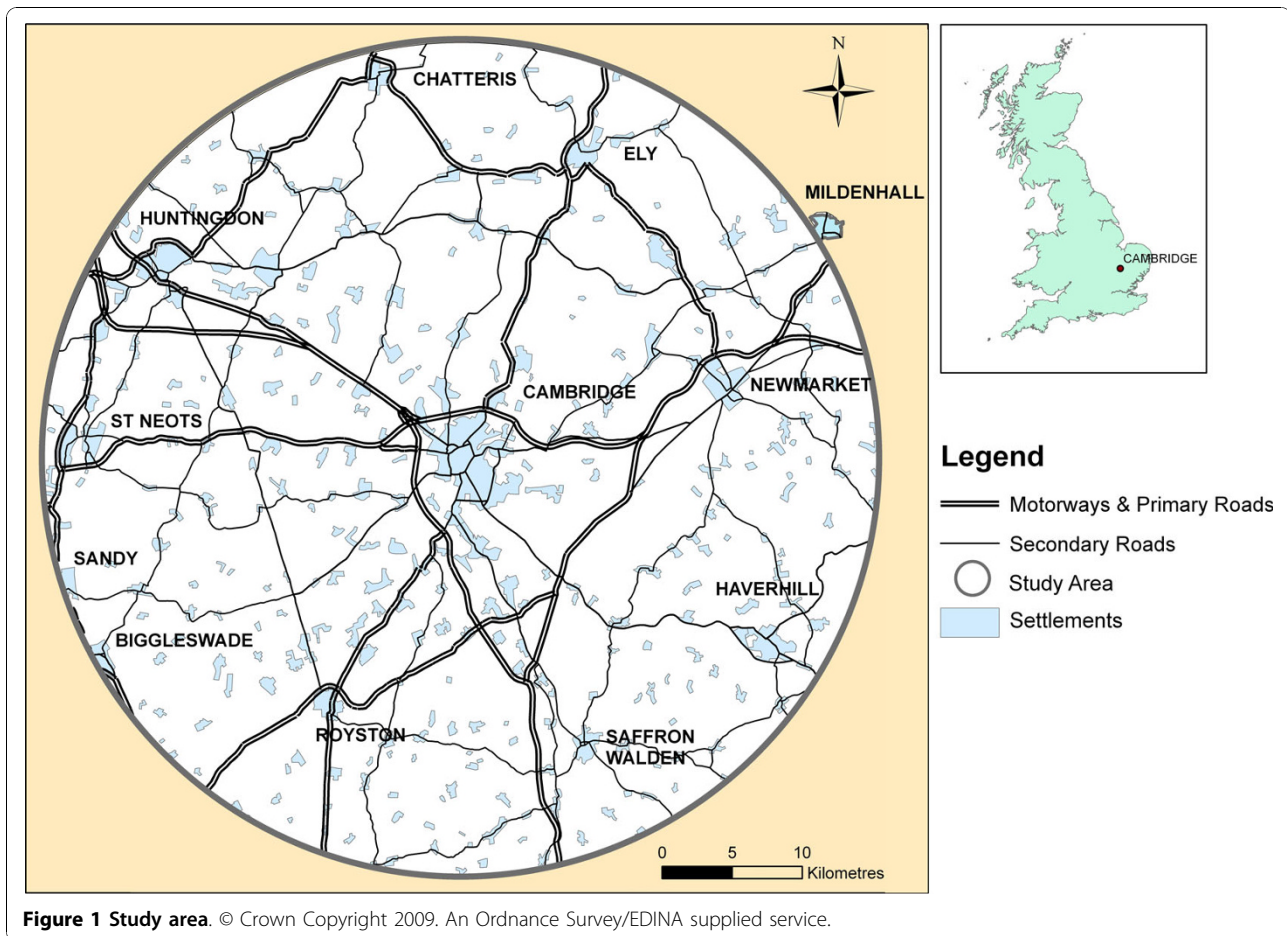 N
CHATTERIS
ELY
MILDENHALL
HUNTINGDON
CAMBRIDGE
NEWMARKET
ST NEOTS
SANDY
HAVERHILL
BIGGLESWADE
ROYSTON
SAFFRON
WALDEN
0 5 10
Kilometres
CAMBRIDGE
Legend
Motorways & Primary Roads
Secondary Roads
Study Area
Settlements
Figure 1 Study area. © Crown Copyright 2009. An Ordnance Survey/EDINA supplied service.